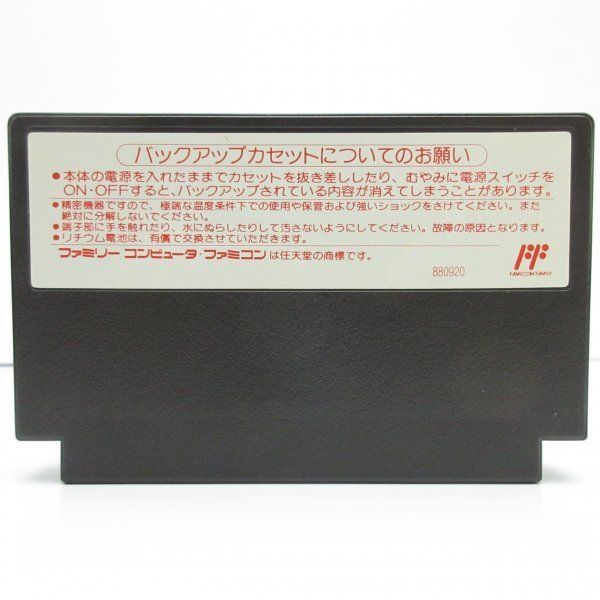 バックアップカセットについてのお願い
●本体の電源を入れたままでカセットを抜き差ししたり、むやみに電源スイッチを
ON・OFFすると、バックアップされている内容が消えてしまうことがあります。
●精密機器ですので、極端な温度条件下での使用や保管および強いショックをさけてください。また
絶対に分解しないでください。
●端子部に手を触れたり、水にぬらしたりして汚さないようにしてください。故障の原因となります。
●リチウム電池は、有償で交換させていただきます。
ファミリーコンピュータ・ファミコンは任天堂の商標です。
880920
FAMICOM FAMILY